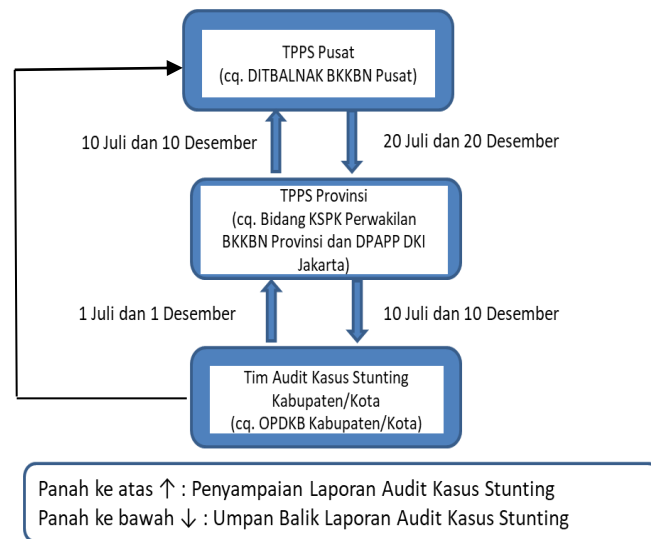 TPPS Pusat
(cq. DITBALNAK BKKBN Pusat)
10 Juli dan 10 Desember
20 Juli dan 20 Desember
TPPS Provinsi
(cq. Bidang KSPK Perwakilan
BKKBN Provinsi dan DPAPP DKI
Jakarta)
1 Juli dan 1 Desember
10 Juli dan 10 Desember
Tim Audit Kasus Stunting
Kabupaten/Kota
(cq. OPDKB Kabupaten/Kota)
Panah ke atas ↑ : Penyampaian Laporan Audit Kasus Stunting
Panah ke bawah ↓ : Umpan Balik Laporan Audit Kasus Stunting